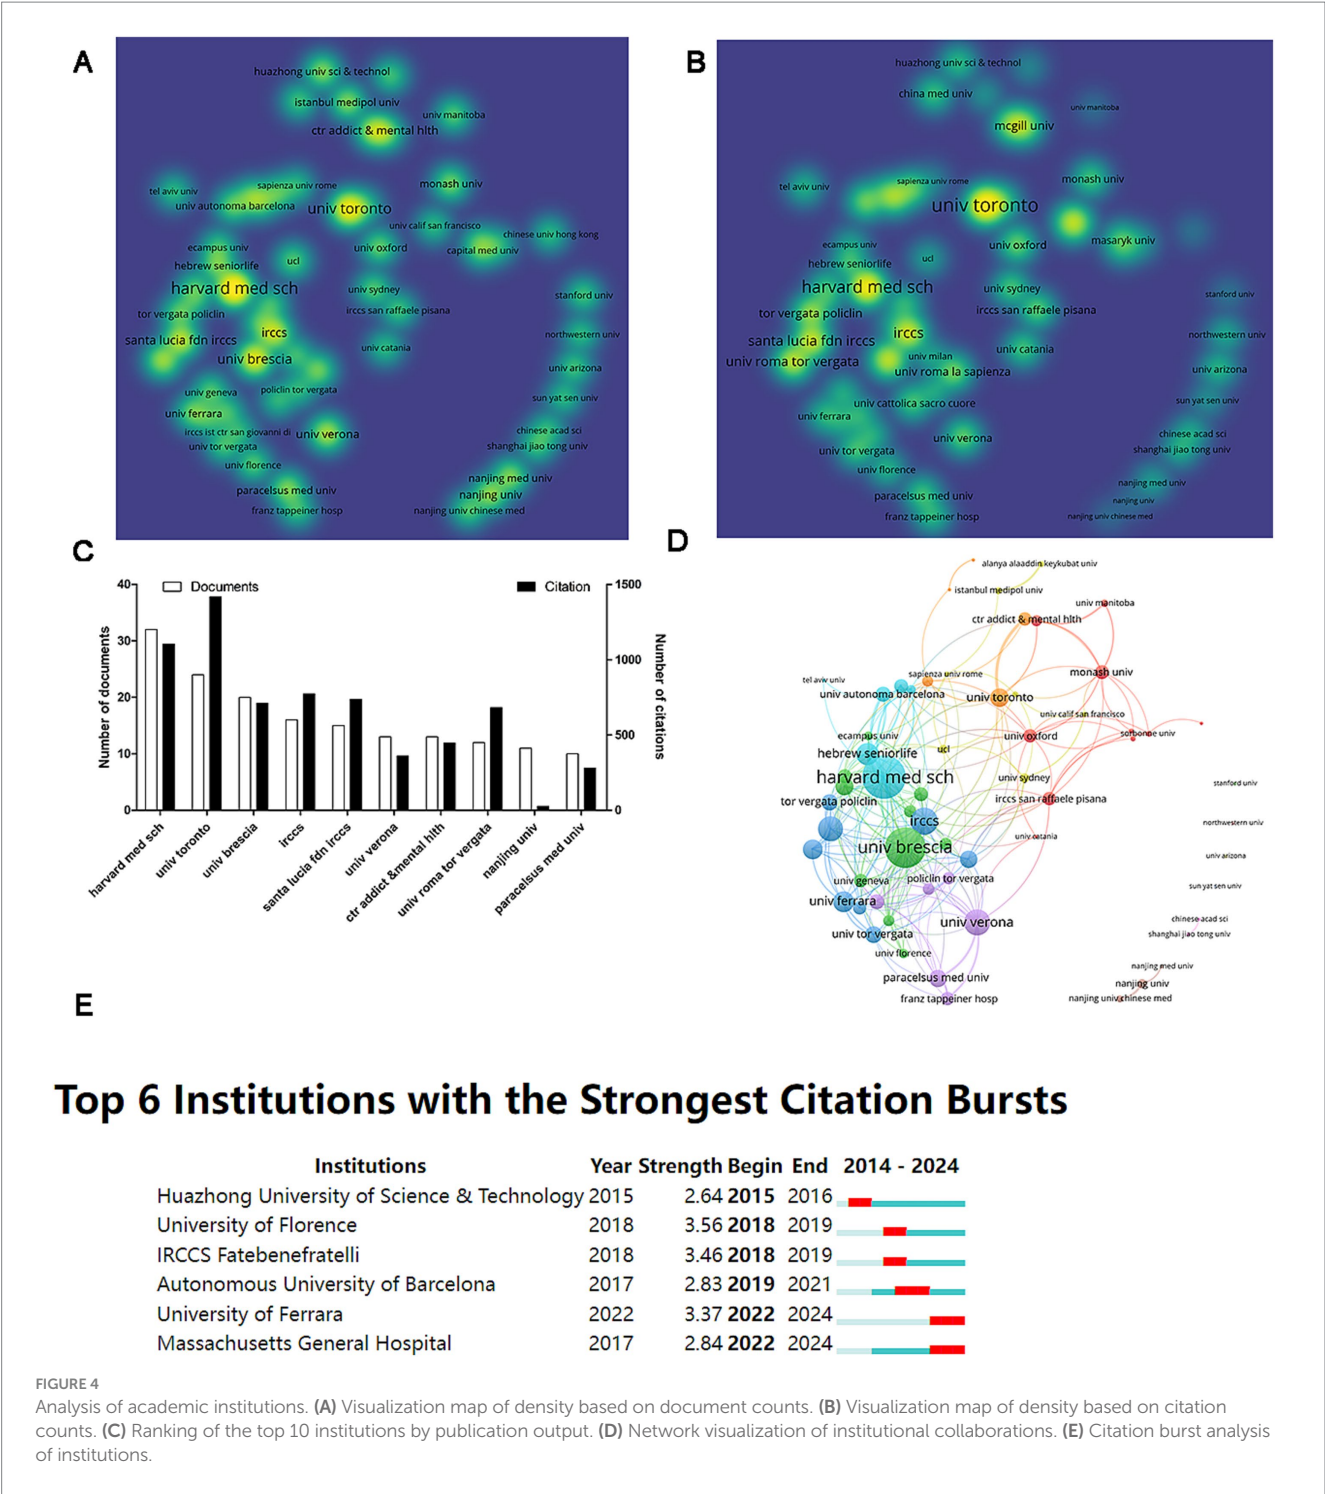 A
huazhong univ sci & technol
istanbul medipol univ
univ manitoba
ctr addict & mental hlth
tel aviv univ
sapienza univ rome
monash univ
univ autonoma barcelona
univ toronto
univ calif san francisco
chinese univ hong kong
ecampus univ
univ oxford
capital med univ
hebrew seniorlife
ucl
harvard med sch
univ sydney
stanford univ
tor vergata policlin
irccs san raffaele pisana
irccs
northwestern univ
santa lucia fdn irccs
univ catania
univ brescia
univ arizona
univ geneva
policlin tor vergata
sun yat sen univ
univ ferrara
irccs ist ctr san giovanni di
univ verona
chinese acad sci
univ tor vergata
shanghai jiao tong univ
univ florence
nanjing med univ
paracelsus med univ
nanjing univ
franz tappeiner hosp
nanjing univ chinese med
B
huazhong univ sci & technol
china med univ
univ manitoba
mcgill univ
tel aviv univ
sapienza univ rome
monash univ
univ toronto
ecampus univ
univ oxford
masaryk univ
hebrew seniorlife
ucl
harvard med sch
univ sydney
stanford univ
tor vergata policlin
irccs san raffaele pisana
irccs
northwestern univ
santa lucia fdn irccs
univ catania
univ milan
univ roma tor vergata
univ roma la sapienza
univ arizona
univ cattolica sacro cuore
sun yat sen univ
univ ferrara
chinese acad sci
univ verona
univ tor vergata
shanghai jiao tong univ
univ florence
nanjing med univ
paracelsus med univ
nanjing univ
franz tappeiner hosp
nanjing univ chinese med
C
Documents
Citation
Number of documents
40
30
20
10
0
Number of citations
1500
1000
500
0
harvard med sch
univ toronto
univ brescia
irccs
santa lucia fdn irccs
univ verona
ctr addict &mental hlth
univ roma tor vergata
nanjing univ
paracelsus med univ
D
alanya alaaddin keykubat univ
istanbul medipol univ
univ manitoba
ctr addict & mental hlth
monash univ
sapienza univ rome
tel aviv univ
univ autonoma barcelona
univ toronto
univ calif san francisco
ecampus univ
univ oxford
sorbonne univ
hebrew seniorlife
ucl
harvard med sch
univ sydney
stanford univ
tor vergata policlin
irccs san raffaele pisana
irccs
northwestern univ
univ catania
univ brescia
univ arizona
univ geneva
policlin tor vergata
sun yat sen univ
univ ferrara
univ verona
chinese acad sci
univ tor vergata
shanghai jiao tong univ
univ florence
nanjing med univ
paracelsus med univ
nanjing univ
franz tappeiner hosp
nanjing univ chinese med
E
Top 6 Institutions with the Strongest Citation Bursts
Institutions Year Strength Begin End 2014 - 2024
Huazhong University of Science & Technology 2015 2.64 2015 2016
University of Florence 2018 3.56 2018 2019
IRCCS Fatebenefratelli 2018 3.46 2018 2019
Autonomous University of Barcelona 2017 2.83 2019 2021
University of Ferrara 2022 3.37 2022 2024
Massachusetts General Hospital 2017 2.84 2022 2024
FIGURE 4
Analysis of academic institutions. (A) Visualization map of density based on document counts. (B) Visualization map of density based on citation
counts. (C) Ranking of the top 10 institutions by publication output. (D) Network visualization of institutional collaborations. (E) Citation burst analysis
of institutions.